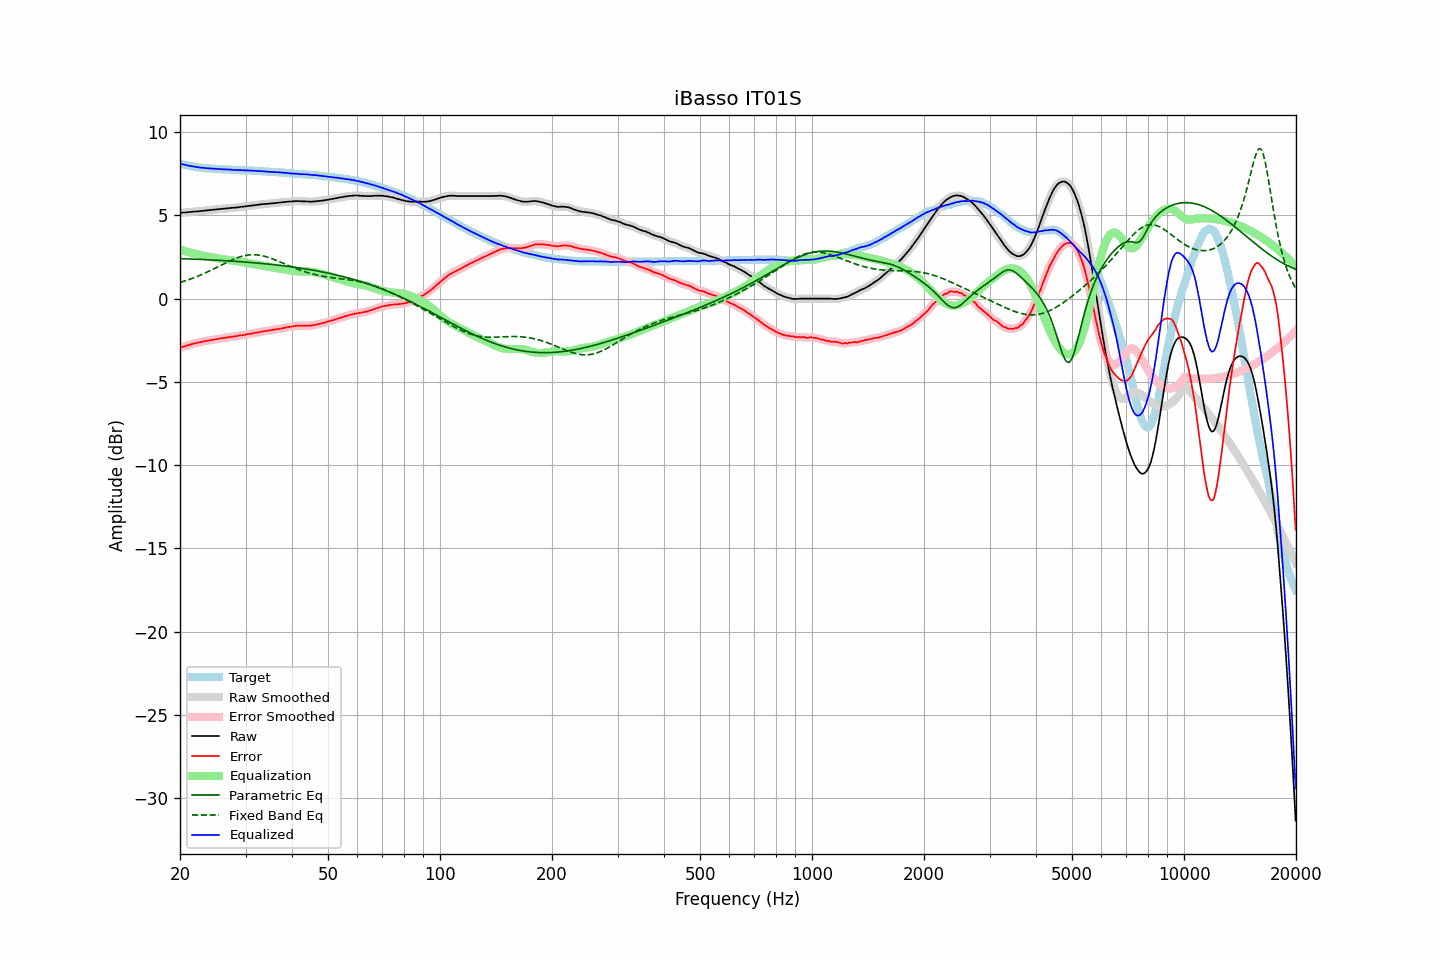 iBasso IT01S
10
5
0
−5
−10
−15
−20
−25
−30
Amplitude (dBr)
Target
Raw Smoothed
Error Smoothed
Raw
Error
Equalization
Parametric Eq
Fixed Band Eq
Equalized
20 50 100 200 500 1000 2000 5000 10000 20000
Frequency (Hz)